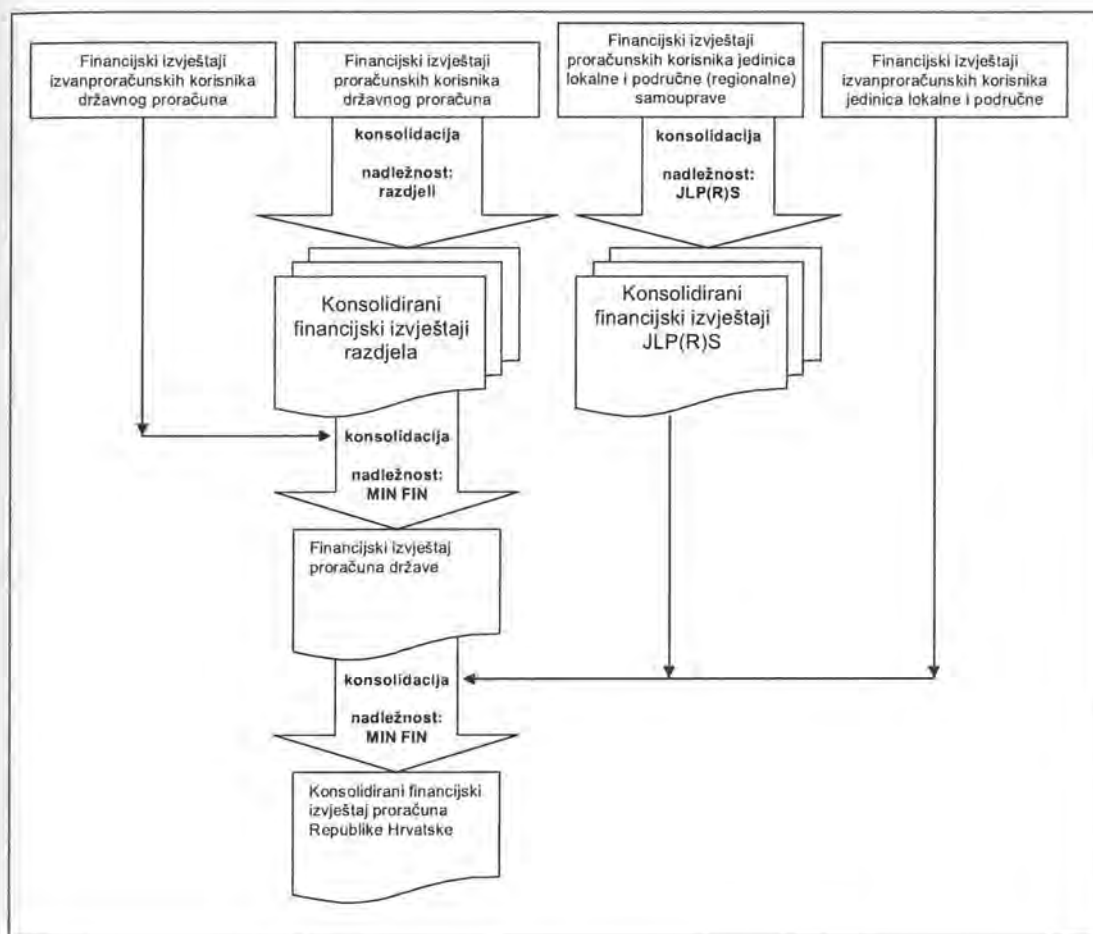 Financijski izvještaji
izvanproračunskih korisnika
državnog proračuna
Financijski izvještaji
proračunskih korisnika
državnog proračuna
Financijski izvještaji
proračunskih korisnika jedinica
lokalne i područne (regionalne)
samouprave
Financijski izvještaji
izvanproračunskih korisnika
jedinica lokalne i područne
konsolidacija
nadležnost:
razdjeli
konsolidacija
nadležnost:
JLP(R)S
Konsolidirani
financijski izvještaji
razdjela
Konsolidirani
financijski izvještaji
JLP(R)S
konsolidacija
nadležnost:
MIN FIN
Financijski izvještaj
proračuna države
konsolidacija
nadležnost:
MIN FIN
Konsolidirani financijski
izvještaj proračuna
Republike Hrvatske